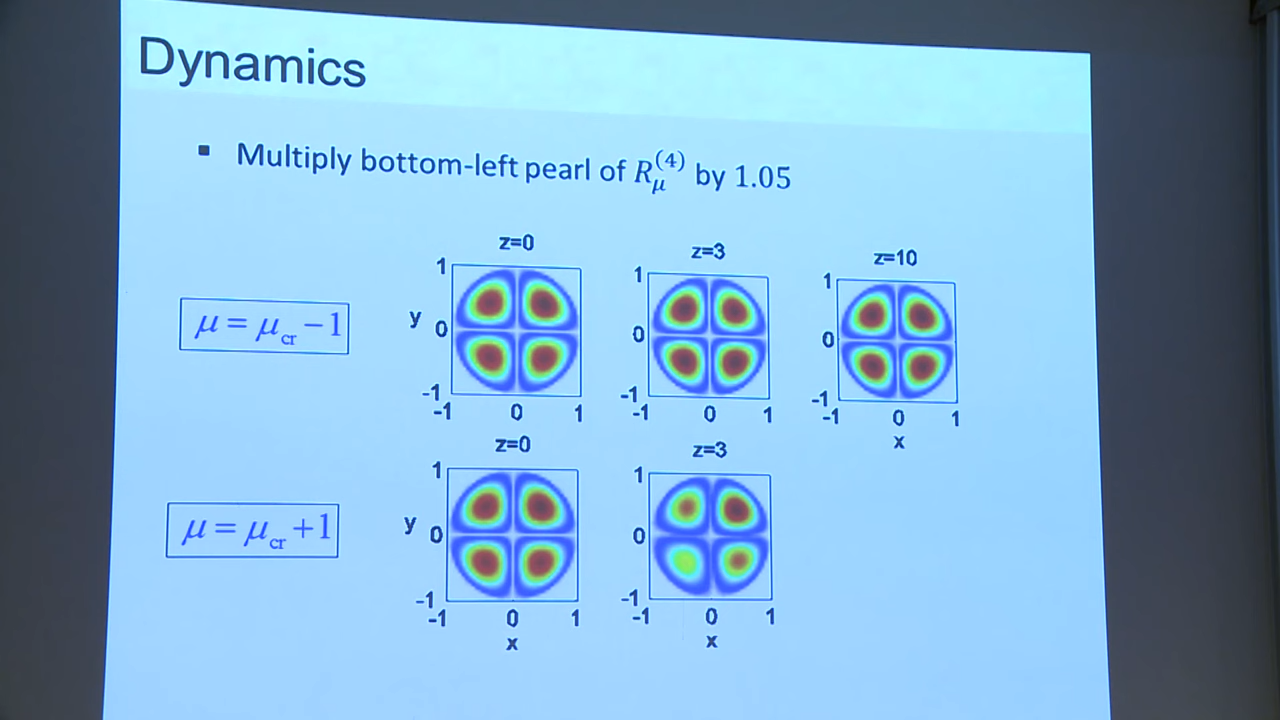 Dynamics
▪ Multiply bottom-left pearl of $R_\mu^{(4)}$ by 1.05
z=0 z=3 z=10
1 1 1
μ = μ_cr − 1
y 0 0 0
-1 -1 -1
-1 0 1 -1 0 1 -1 0 1
x
z=0 z=3
1 1
μ = μ_cr + 1
y 0 0
-1 -1
-1 0 1 -1 0 1
x x